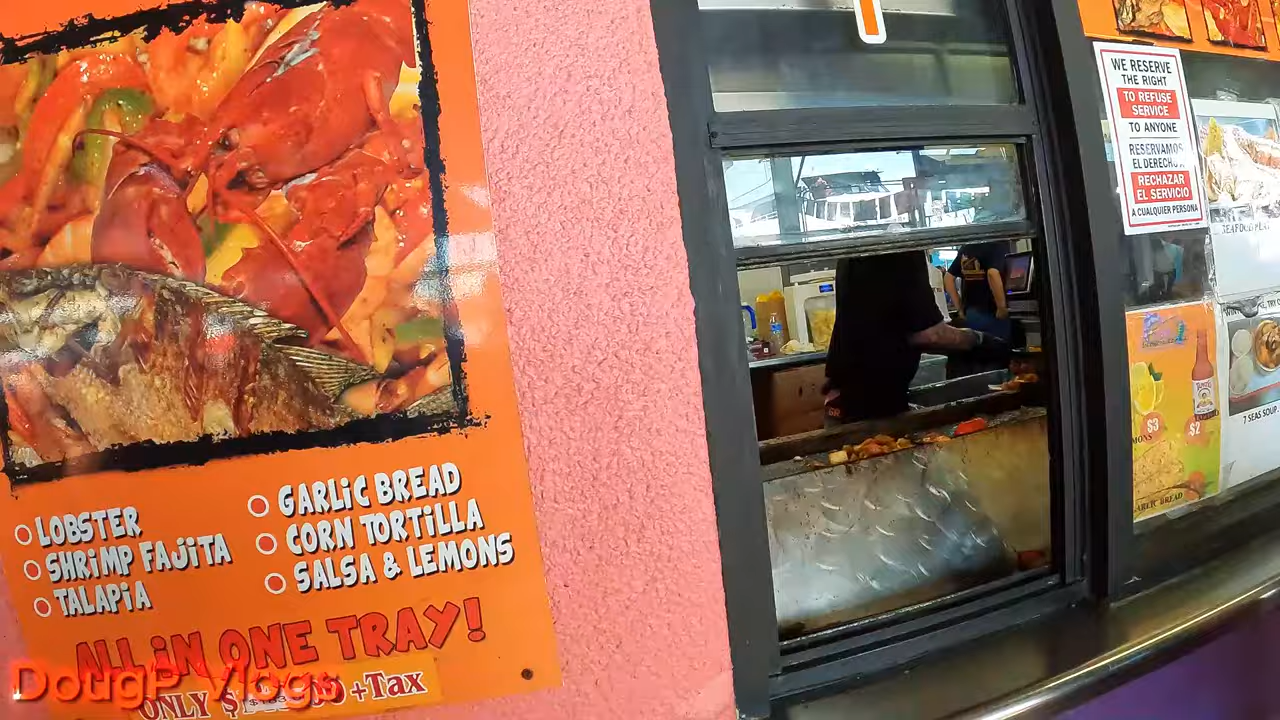 LOBSTER
SHRiMP FAJiTA
TALAPiA
GARLiC BREAD
CORN TORTiLLA
SALSA & LEMONS
ALL iN ONE TRAY!
ONLY $ +Tax
DougP Vlogs
WE RESERVE
THE RIGHT
TO REFUSE
SERVICE
TO ANYONE
RESERVAMOS
EL DERECHO
RECHAZAR
EL SERVICIO
A CUALQUIER PERSONA
$3
$2
7 SEAS SOUP